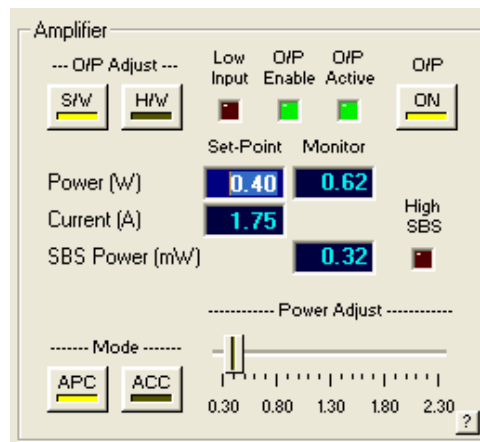 Amplifier
--- O/P Adjust ---
Low Input
O/P Enable
O/P Active
O/P
S/W
H/W
ON
Set-Point
Monitor
Power (W)
0.40
0.62
Current (A)
1.75
High SBS
SBS Power (mW)
0.32
----------- Power Adjust -----------
------- Mode -------
APC
ACC
0.30 0.80 1.30 1.80 2.30
?